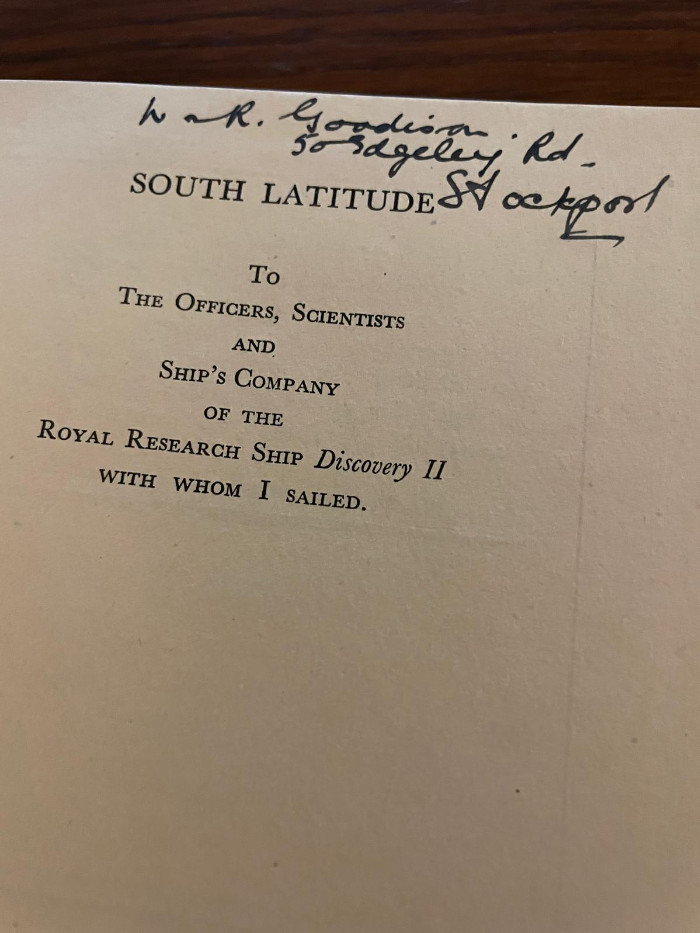 R. Goodison.
50 Edgeley Rd.
Stockport
SOUTH LATITUDE
To
THE OFFICERS, SCIENTISTS
AND
SHIP'S COMPANY
OF THE
ROYAL RESEARCH SHIP Discovery II
WITH WHOM I SAILED.